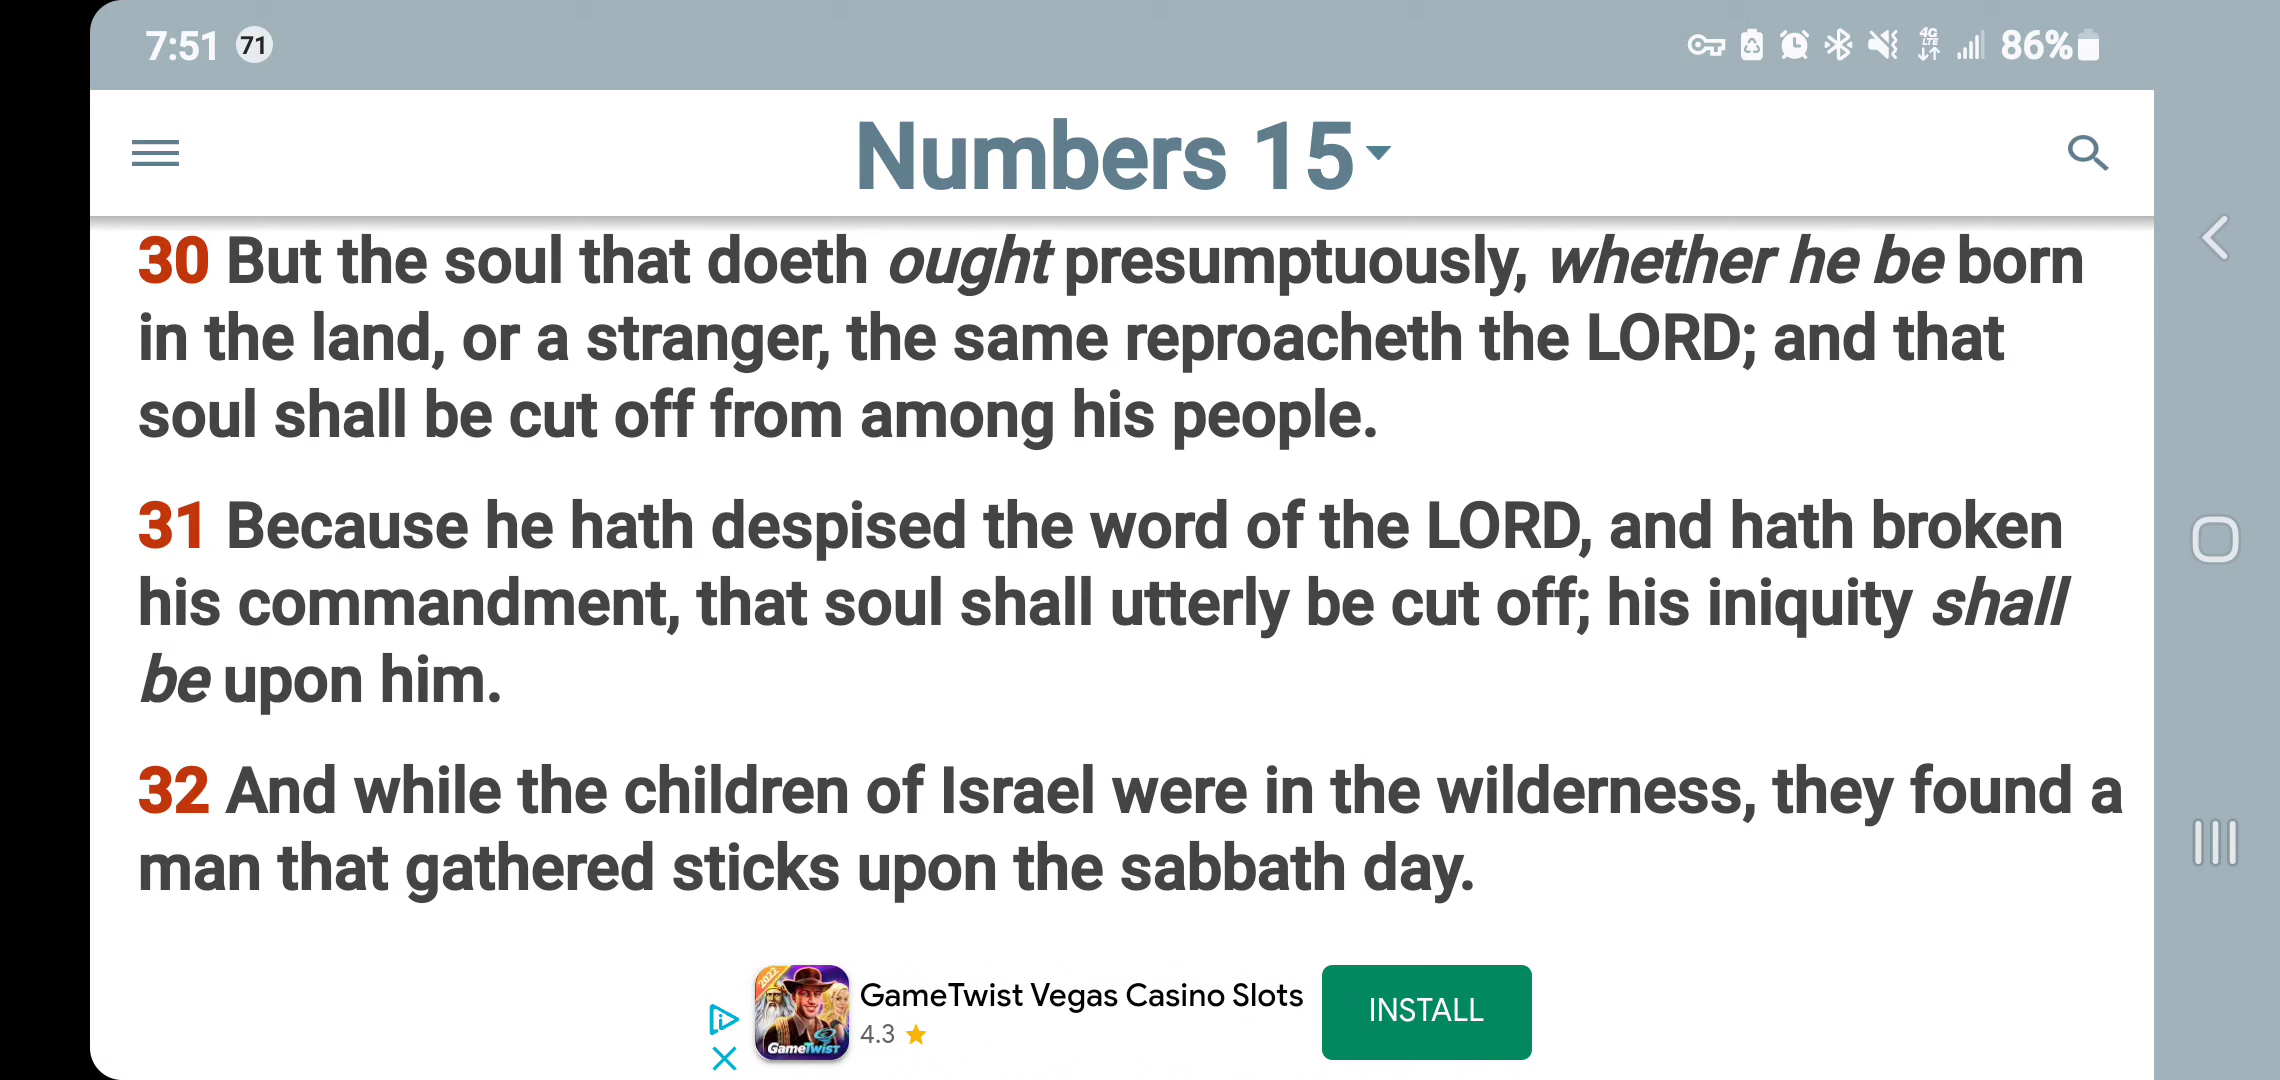 7:51 71 4G LTE 86%
Numbers 15
30 But the soul that doeth ought presumptuously, whether he be born
in the land, or a stranger, the same reproacheth the LORD; and that
soul shall be cut off from among his people.
31 Because he hath despised the word of the LORD, and hath broken
his commandment, that soul shall utterly be cut off; his iniquity shall
be upon him.
32 And while the children of Israel were in the wilderness, they found a
man that gathered sticks upon the sabbath day.
2022
GameTwist
GameTwist Vegas Casino Slots
4.3
INSTALL